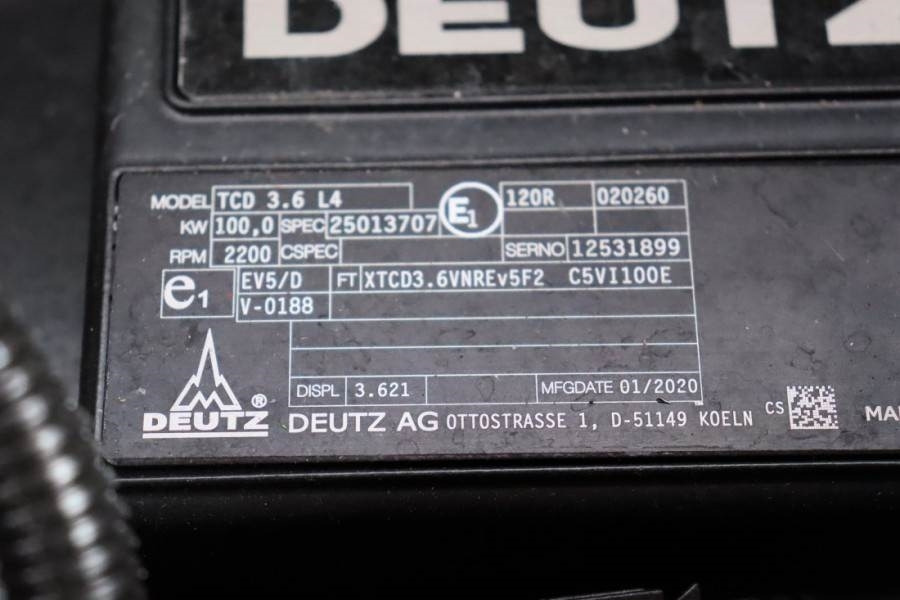 DEUTZ
MODEL TCD 3.6 L4 E1 120R 020260
KW 100,0 SPEC 25013707
RPM 2200 CSPEC SERNO 12531899
e1 EV5/D FT XTCD3.6VNREv5F2 C5VI100E
V-0188
DISPL 3.621 MFGDATE 01/2020
DEUTZ ® DEUTZ AG OTTOSTRASSE 1, D-51149 KOELN CS